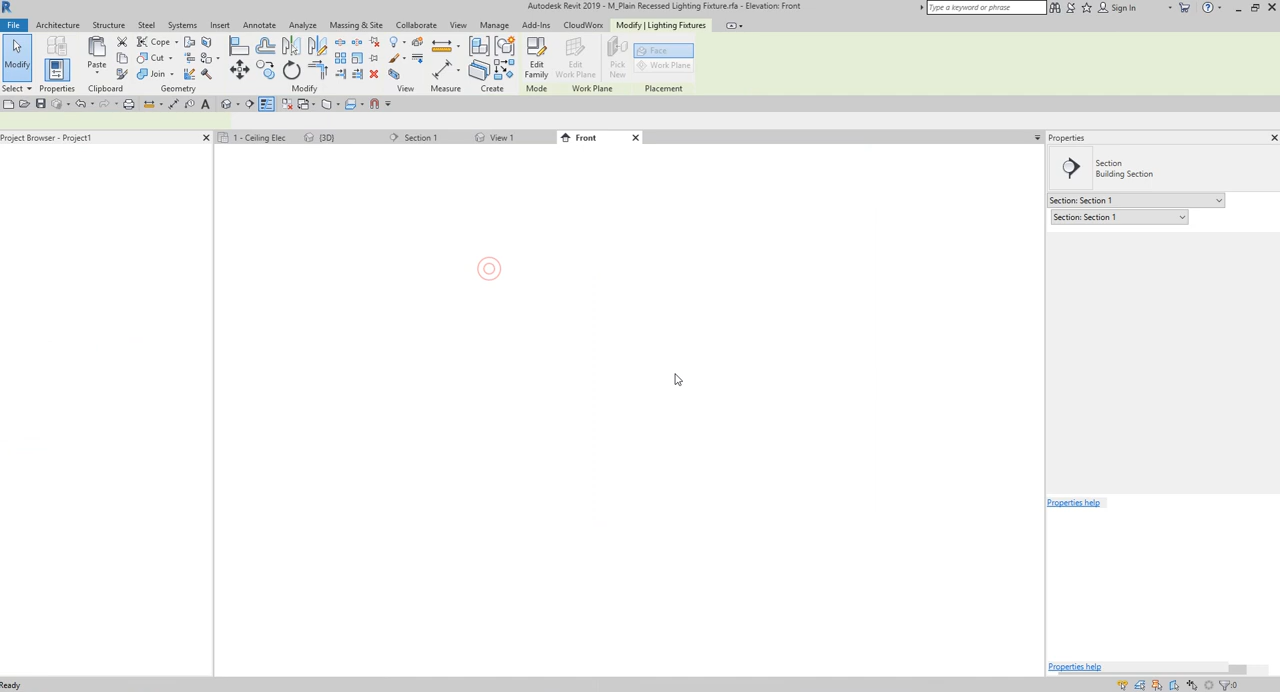 Autodesk Revit 2019 - M_Plain Recessed Lighting Fixture.rfa - Elevation: Front
Type a keyword or phrase
Sign In
File Architecture Structure Steel Systems Insert Annotate Analyze Massing & Site Collaborate View Manage Add-Ins CloudWorx Modify | Lighting Fixtures
Modify
Paste
Cope
Cut
Join
Edit Family
Edit Work Plane
Pick New
Face
Work Plane
Select Properties Clipboard Geometry Modify View Measure Create Mode Work Plane Placement
Project Browser - Project1
1 - Ceiling Elec
{3D}
Section 1
View 1
Front
Properties
Section
Building Section
Section: Section 1
Section: Section 1
Properties help
Properties help
Ready
:0